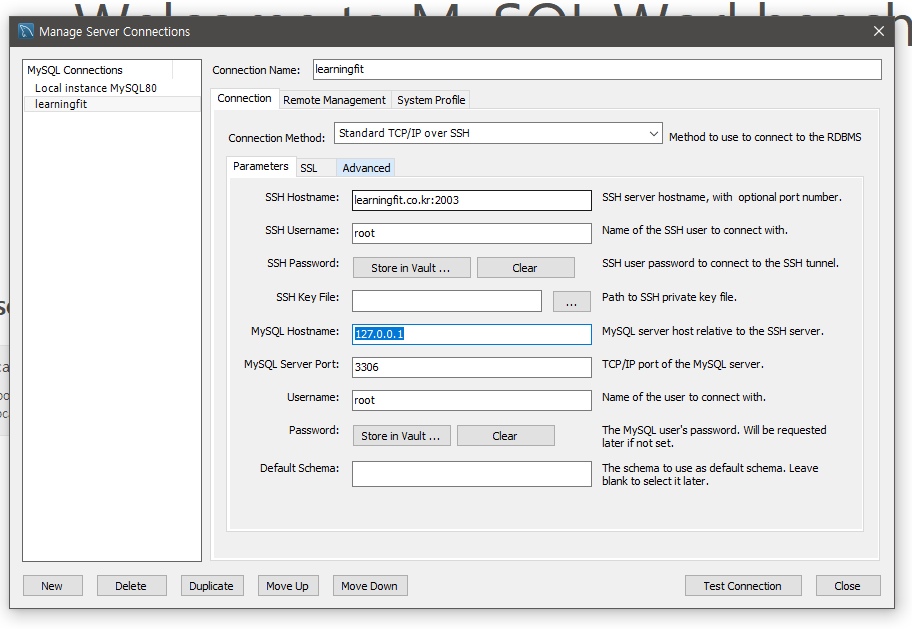 Welcome to MySQL Workbench
Manage Server Connections
MySQL Connections
Local instance MySQL80
learningfit
Connection Name: learningfit
Connection Remote Management System Profile
Connection Method: Standard TCP/IP over SSH Method to use to connect to the RDBMS
Parameters SSL Advanced
SSH Hostname: learningfit.co.kr:2003 SSH server hostname, with optional port number.
SSH Username: root Name of the SSH user to connect with.
SSH Password: Store in Vault ... Clear SSH user password to connect to the SSH tunnel.
SSH Key File: ... Path to SSH private key file.
MySQL Hostname: 127.0.0.1 MySQL server host relative to the SSH server.
MySQL Server Port: 3306 TCP/IP port of the MySQL server.
Username: root Name of the user to connect with.
Password: Store in Vault ... Clear The MySQL user's password. Will be requested
later if not set.
Default Schema: The schema to use as default schema. Leave
blank to select it later.
New Delete Duplicate Move Up Move Down Test Connection Close